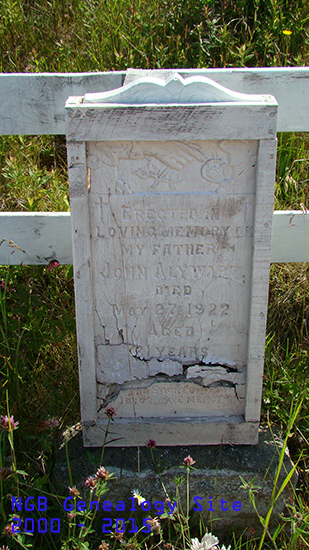 ERECTED IN
LOVING MEMORY OF
MY FATHER
JOHN
DIED
MAY 27, 1922
AGED
YEARS
NGB Genealogy Site
2000 - 2015